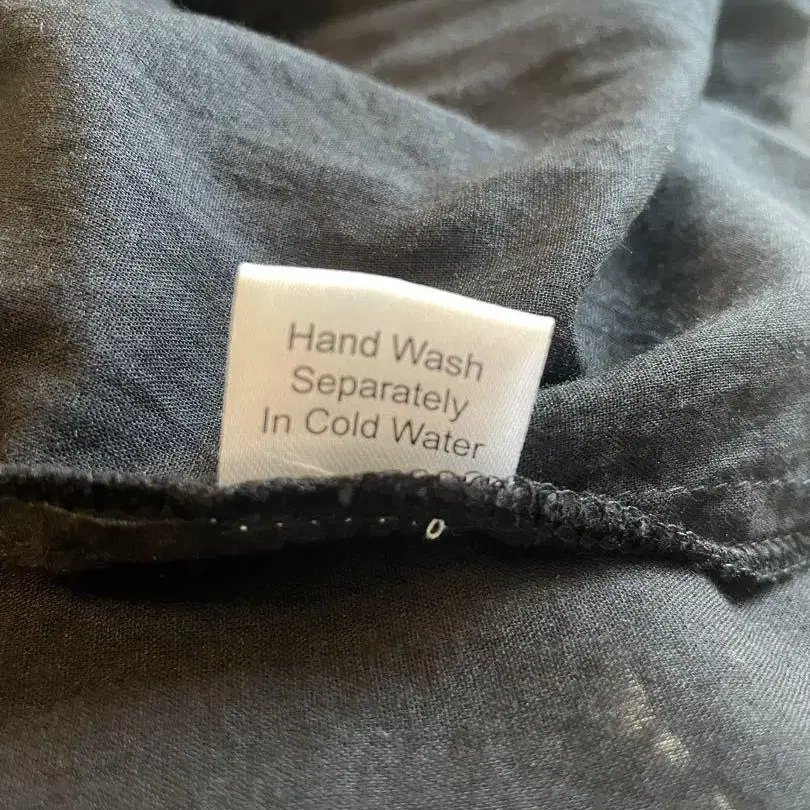 Hand Wash
Separately
In Cold Water